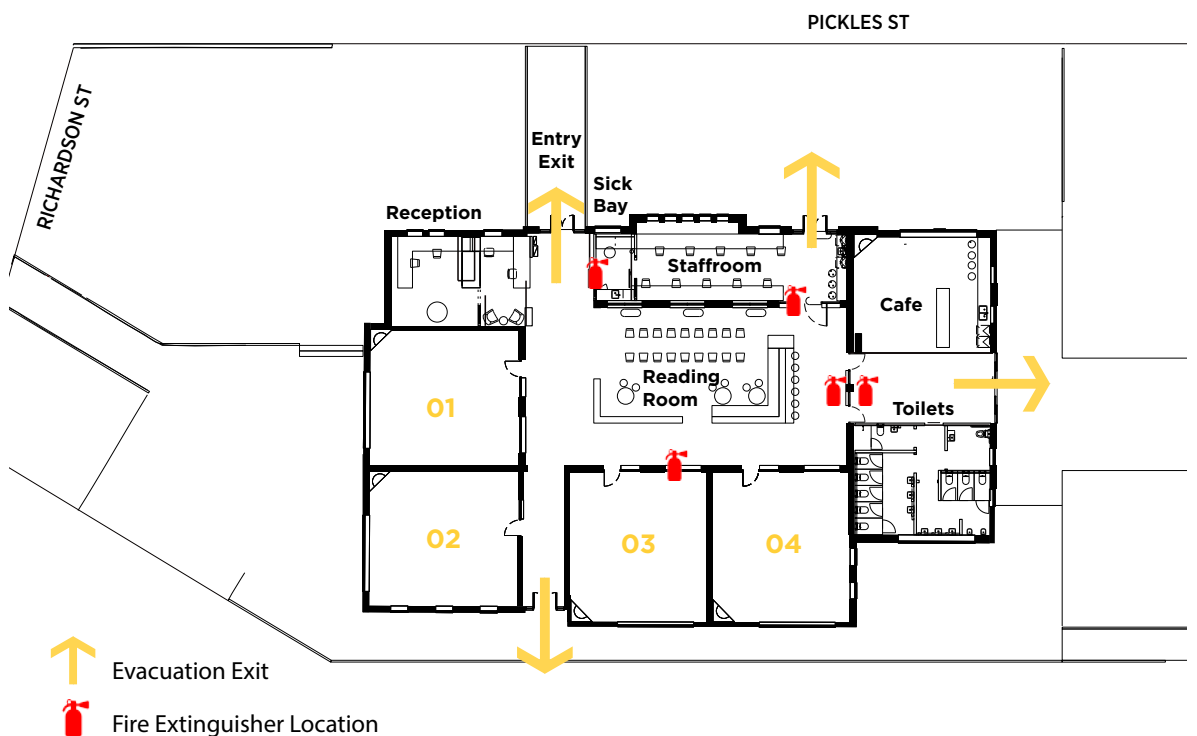 PICKLES ST
RICHARDSON ST
Entry
Exit
Sick
Bay
Reception
Staffroom
Cafe
Reading
Room
Toilets
01
02
03
04
Evacuation Exit
Fire Extinguisher Location